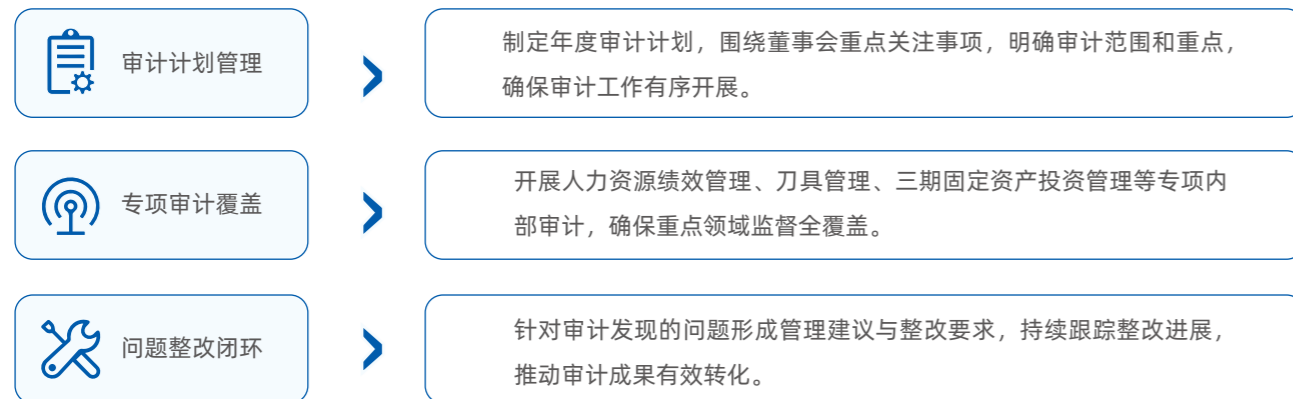 审计计划管理
制定年度审计计划，围绕董事会重点关注事项，明确审计范围和重点，
确保审计工作有序开展。
专项审计覆盖
开展人力资源绩效管理、刀具管理、三期固定资产投资管理等专项内
部审计，确保重点领域监督全覆盖。
问题整改闭环
针对审计发现的问题形成管理建议与整改要求，持续跟踪整改进展，
推动审计成果有效转化。